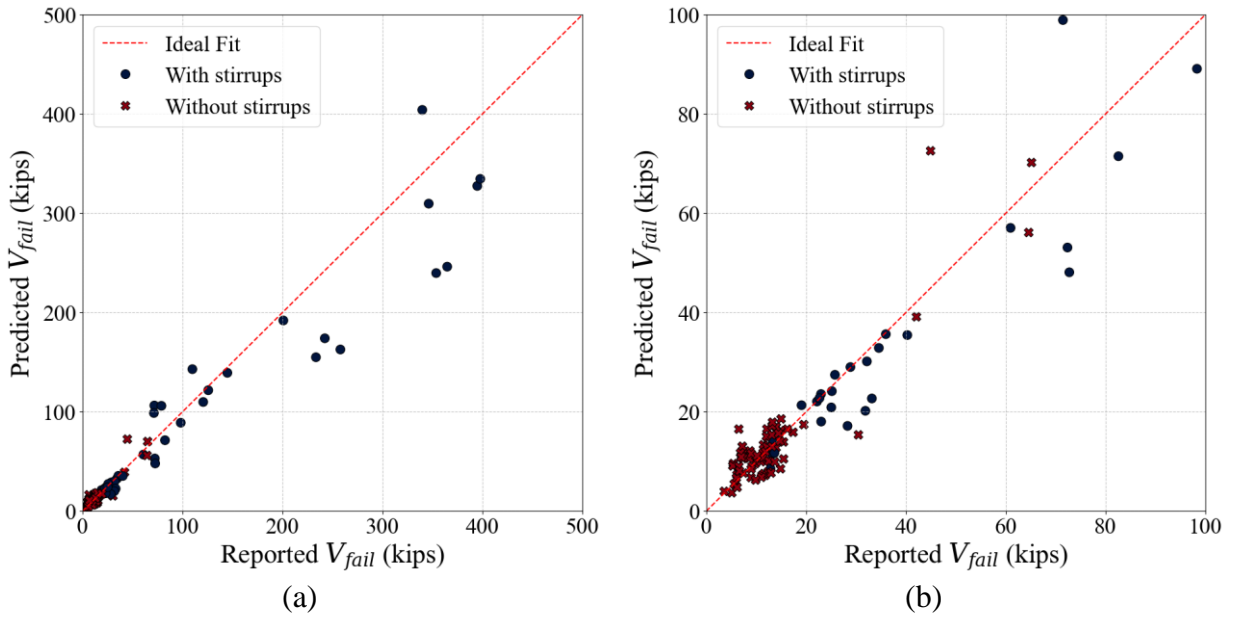 500
400
300
200
100
0
0 100 200 300 400 500
Predicted V_fail (kips)
Reported V_fail (kips)
Ideal Fit
With stirrups
Without stirrups
(a)
100
80
60
40
20
0
0 20 40 60 80 100
Predicted V_fail (kips)
Reported V_fail (kips)
Ideal Fit
With stirrups
Without stirrups
(b)